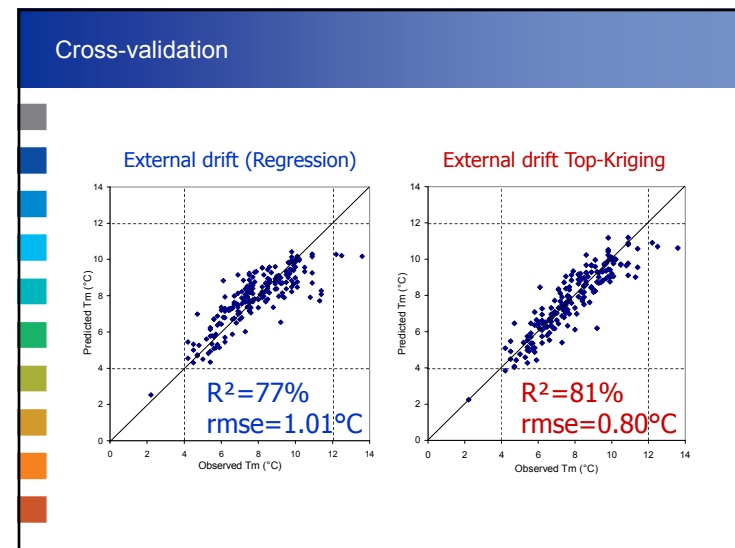 Cross-validation
External drift (Regression)
14
12
10
8
6
4
2
0
Predicted Tm (°C)
R²=77%
rmse=1.01°C
0 2 4 6 8 10 12 14
Observed Tm (°C)
External drift Top-Kriging
14
12
10
8
6
4
2
0
Predicted Tm (°C)
R²=81%
rmse=0.80°C
0 2 4 6 8 10 12 14
Observed Tm (°C)